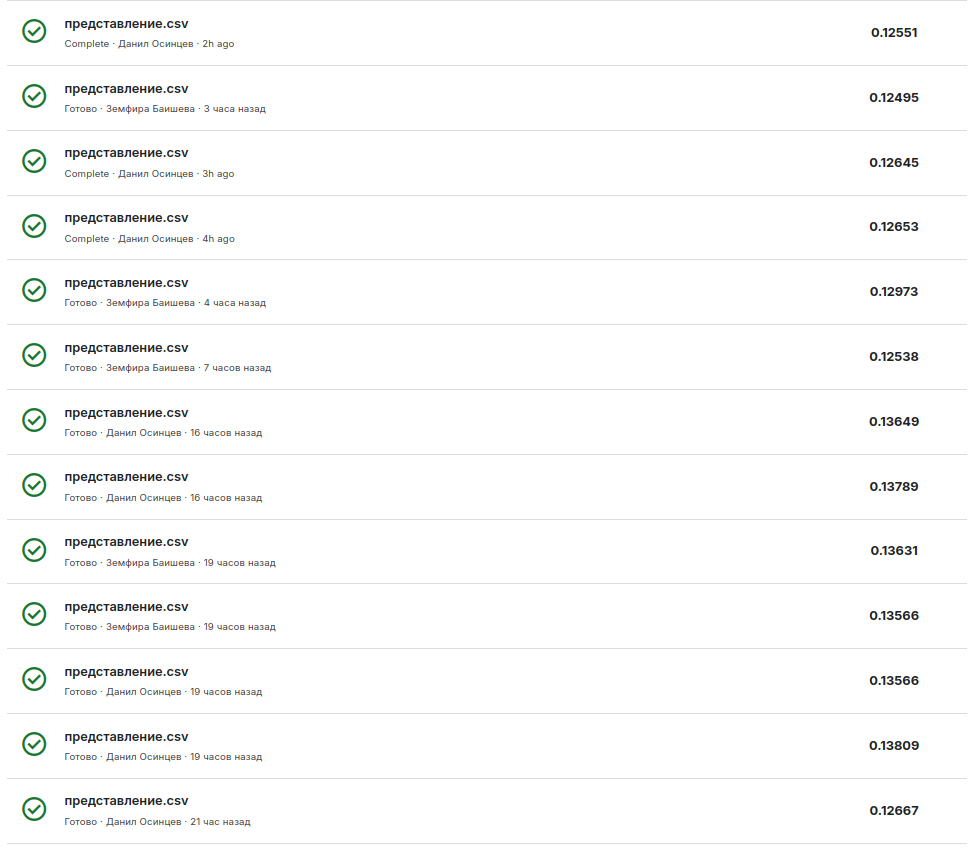 представление.csv
Complete · Данил Осинцев · 2h ago
0.12551
представление.csv
Готово · Земфира Баишева · 3 часа назад
0.12495
представление.csv
Complete · Данил Осинцев · 3h ago
0.12645
представление.csv
Complete · Данил Осинцев · 4h ago
0.12653
представление.csv
Готово · Земфира Баишева · 4 часа назад
0.12973
представление.csv
Готово · Земфира Баишева · 7 часов назад
0.12538
представление.csv
Готово · Данил Осинцев · 16 часов назад
0.13649
представление.csv
Готово · Данил Осинцев · 16 часов назад
0.13789
представление.csv
Готово · Земфира Баишева · 19 часов назад
0.13631
представление.csv
Готово · Земфира Баишева · 19 часов назад
0.13566
представление.csv
Готово · Данил Осинцев · 19 часов назад
0.13566
представление.csv
Готово · Данил Осинцев · 19 часов назад
0.13809
представление.csv
Готово · Данил Осинцев · 21 час назад
0.12667